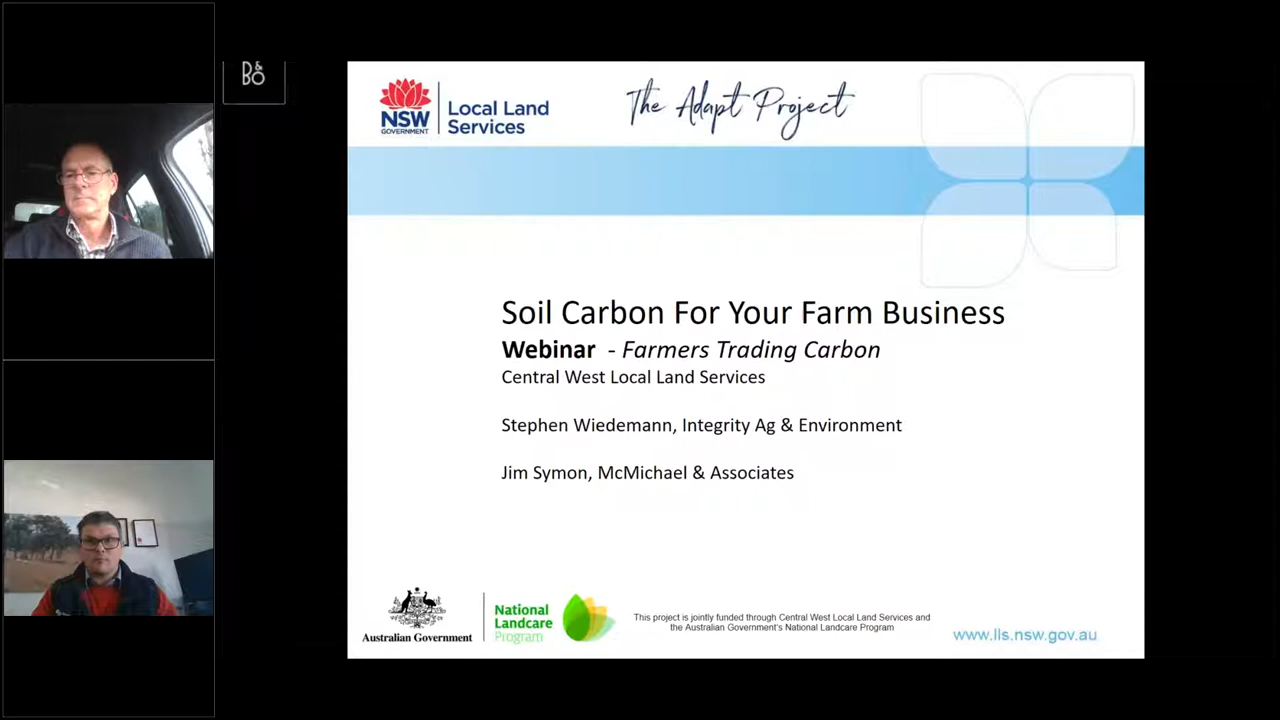 B&
BO
NSW
GOVERNMENT
Local Land
Services
The Adapt Project
Soil Carbon For Your Farm Business
Webinar - Farmers Trading Carbon
Central West Local Land Services
Stephen Wiedemann, Integrity Ag & Environment
Jim Symon, McMichael & Associates
Australian Government
National
Landcare
Program
This project is jointly funded through Central West Local Land Services and
the Australian Government's National Landcare Program
www.lls.nsw.gov.au